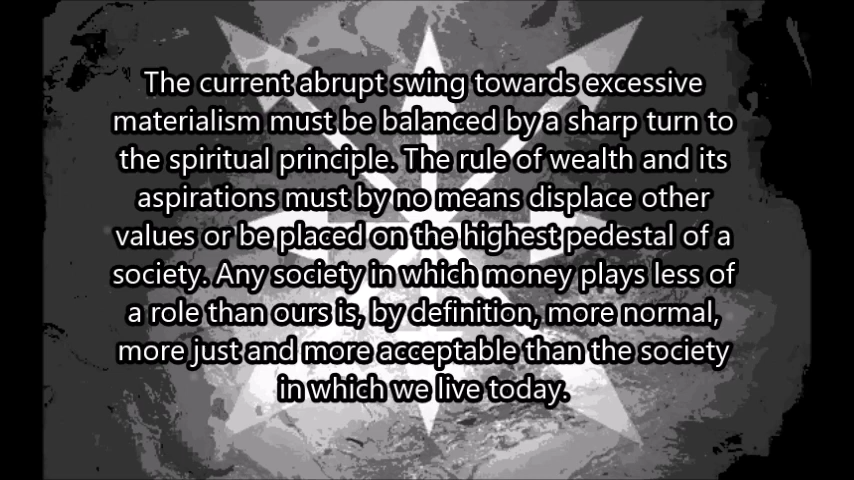 The current abrupt swing towards excessive
materialism must be balanced by a sharp turn to
the spiritual principle. The rule of wealth and its
aspirations must by no means displace other
values or be placed on the highest pedestal of a
society. Any society in which money plays less of
a role than ours is, by definition, more normal,
more just and more acceptable than the society
in which we live today.